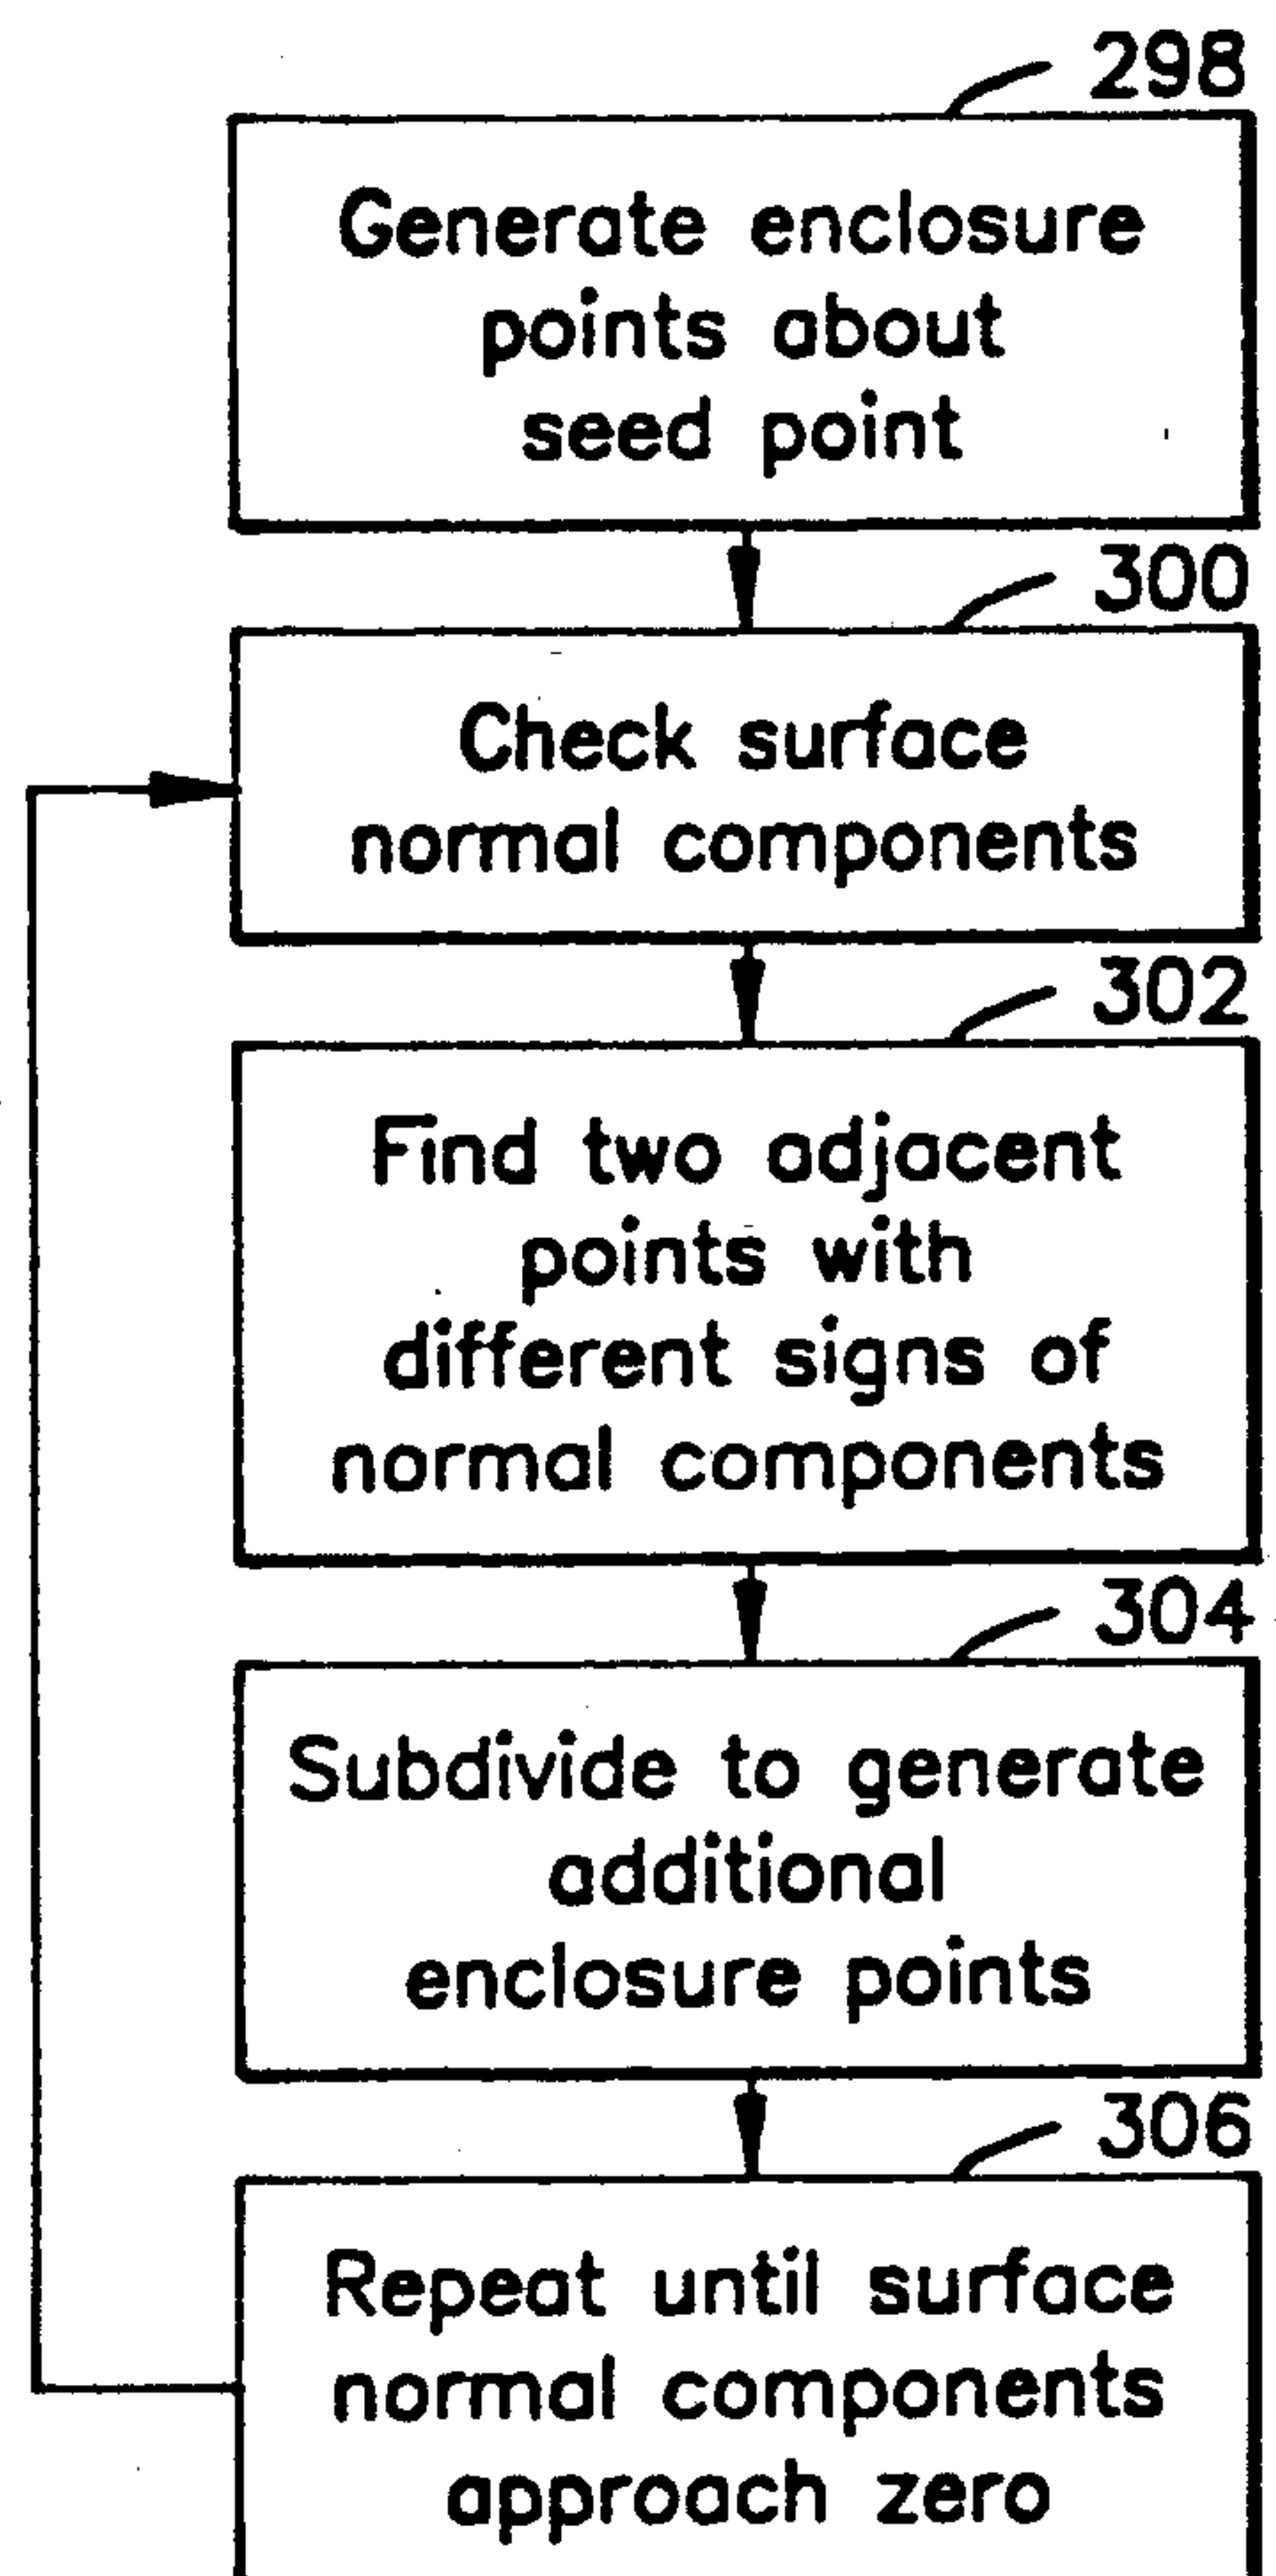 298
Generate enclosure
points about
seed point
300
Check surface
normal components
302
Find two adjacent
points with
different signs of
normal components
304
Subdivide to generate
additional
enclosure points
306
Repeat until surface
normal components
approach zero